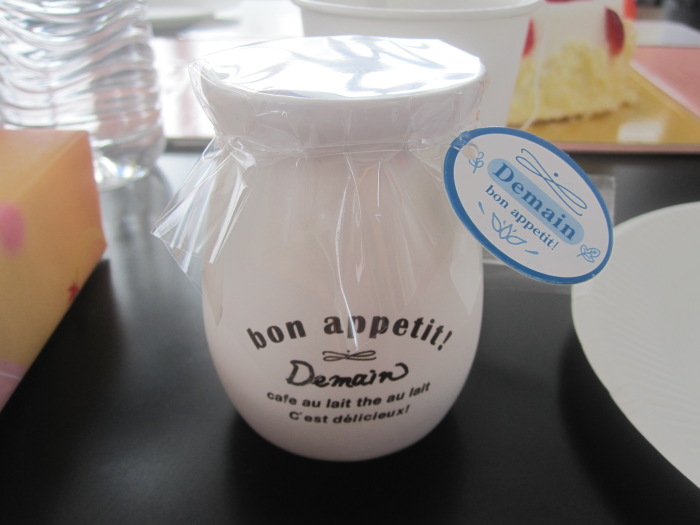 bon appetit!
Demain
cafe au lait the au lait
C'est délicieux!
Demain
bon appetit!